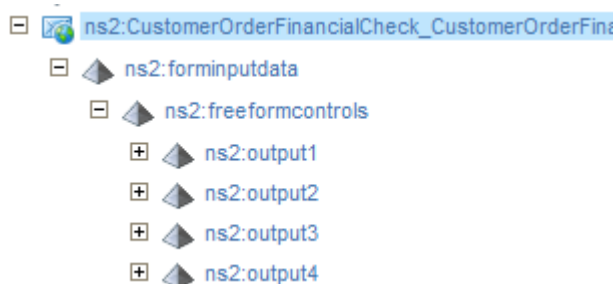 ns2:CustomerOrderFinancialCheck_CustomerOrderFina
ns2:forminputdata
ns2:freeformcontrols
ns2:output1
ns2:output2
ns2:output3
ns2:output4